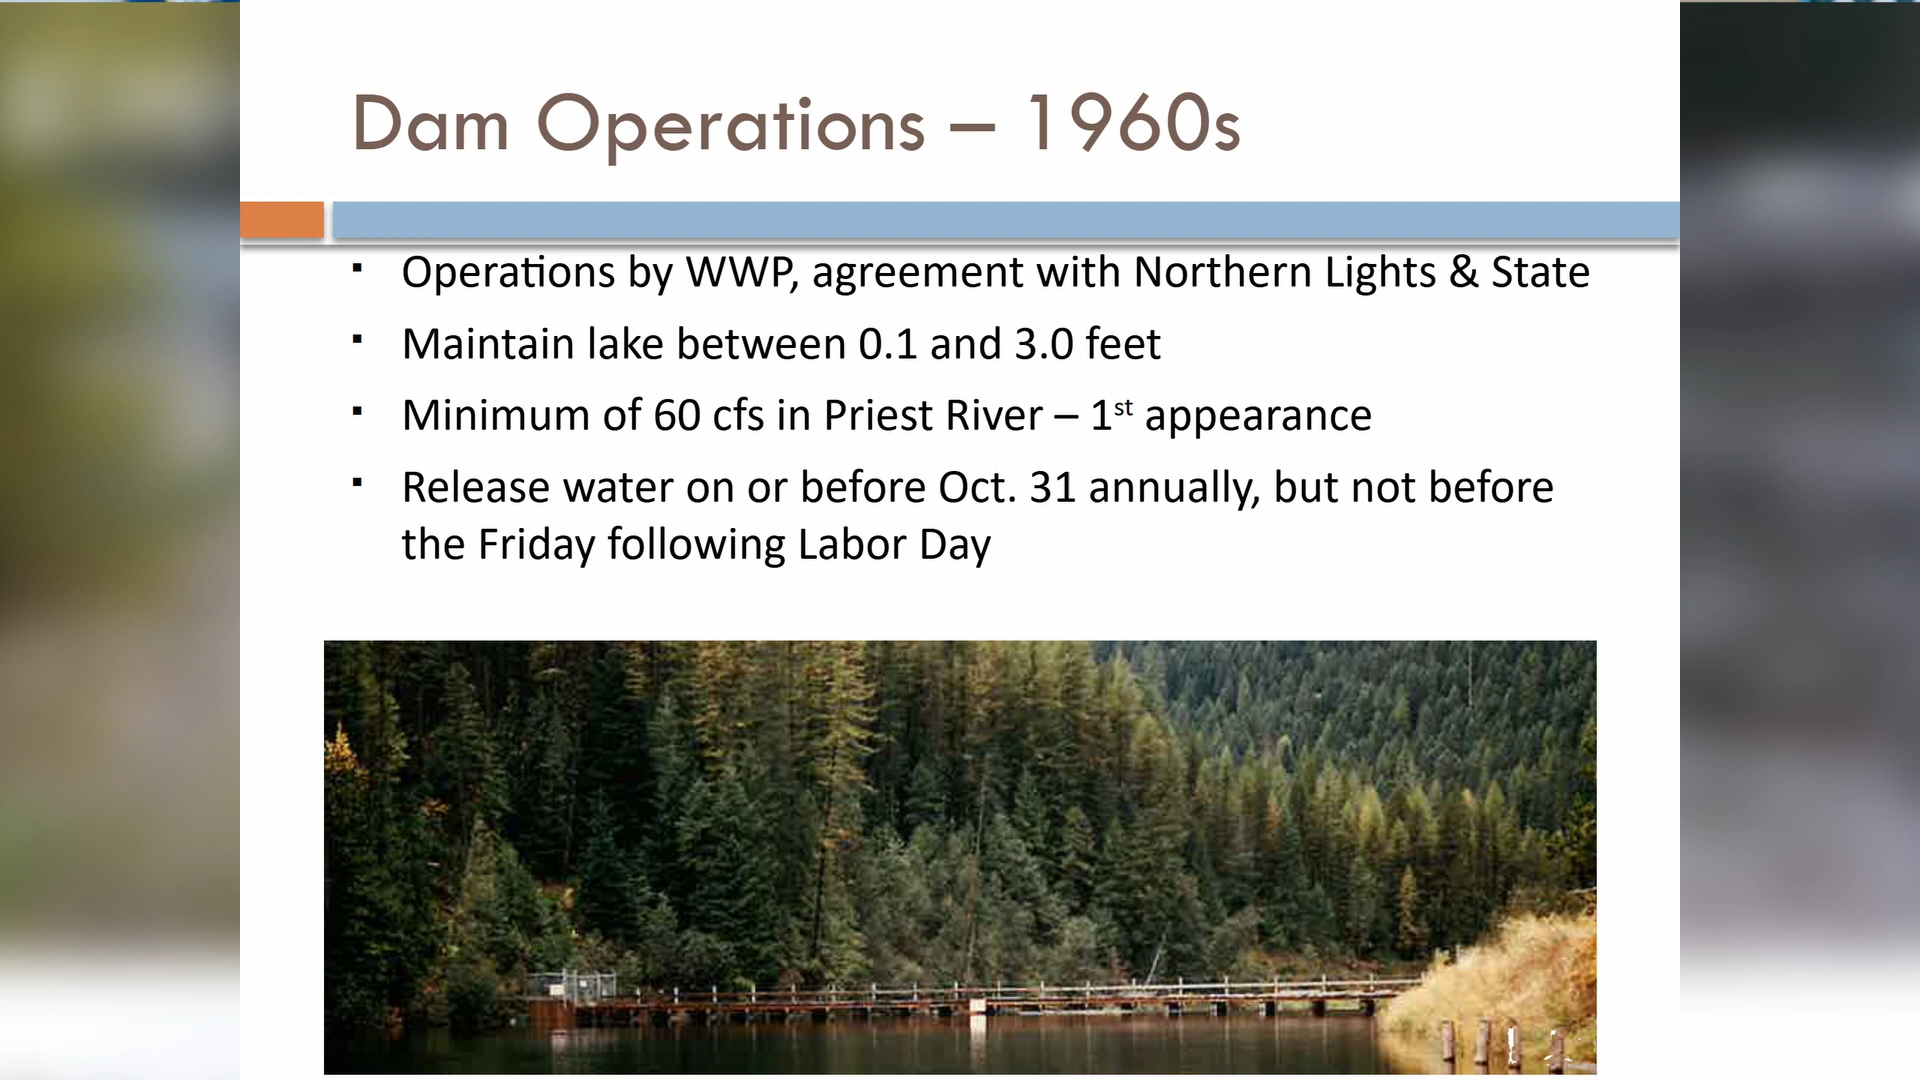 Dam Operations – 1960s
▪ Operations by WWP, agreement with Northern Lights & State
▪ Maintain lake between 0.1 and 3.0 feet
▪ Minimum of 60 cfs in Priest River – 1st appearance
▪ Release water on or before Oct. 31 annually, but not before
the Friday following Labor Day